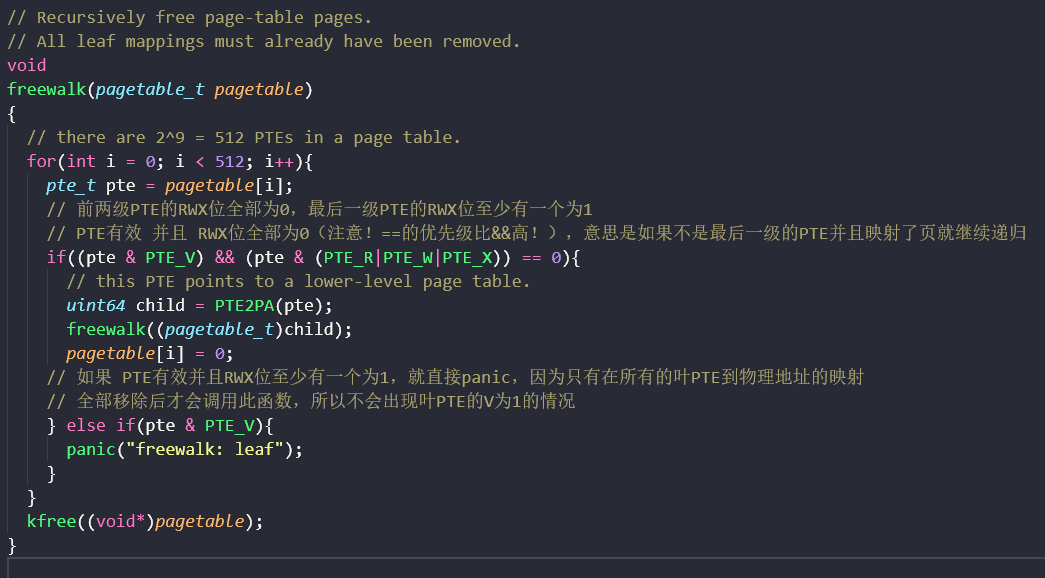 // Recursively free page-table pages.
// All leaf mappings must already have been removed.
void
freewalk(pagetable_t pagetable)
{
  // there are 2^9 = 512 PTEs in a page table.
  for(int i = 0; i < 512; i++){
    pte_t pte = pagetable[i];
    // 前两级PTE的RWX位全部为0，最后一级PTE的RWX位至少有一个为1
    // PTE有效 并且 RWX位全部为0（注意！==的优先级比&&高！），意思是如果不是最后一级的PTE并且映射了页就继续递归
    if((pte & PTE_V) && (pte & (PTE_R|PTE_W|PTE_X)) == 0){
      // this PTE points to a lower-level page table.
      uint64 child = PTE2PA(pte);
      freewalk((pagetable_t)child);
      pagetable[i] = 0;
    // 如果 PTE有效并且RWX位至少有一个为1，就直接panic，因为只有在所有的叶PTE到物理地址的映射
    // 全部移除后才会调用此函数，所以不会出现叶PTE的V为1的情况
    } else if(pte & PTE_V){
      panic("freewalk: leaf");
    }
  }
  kfree((void*)pagetable);
}